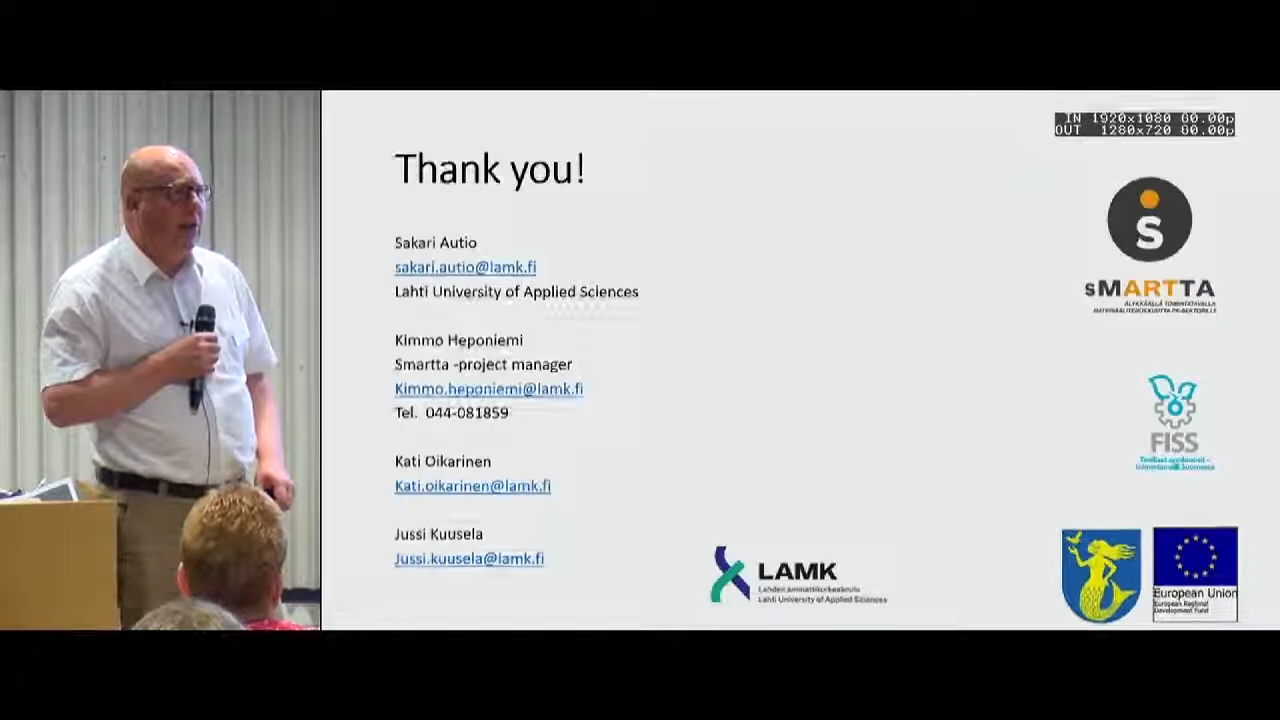 IN 1920x1080 60.00p
OUT 1280x720 60.00p
Thank you!
Sakari Autio
sakari.autio@lamk.fi
Lahti University of Applied Sciences
Kimmo Heponiemi
Smartta -project manager
Kimmo.heponiemi@lamk.fi
Tel. 044-081859
Kati Oikarinen
Kati.oikarinen@lamk.fi
Jussi Kuusela
Jussi.kuusela@lamk.fi
s
sMARTTA
FISS
LAMK
Lahden ammattikorkeakoulu
Lahti University of Applied Sciences
European Union
European Regional
Development Fund